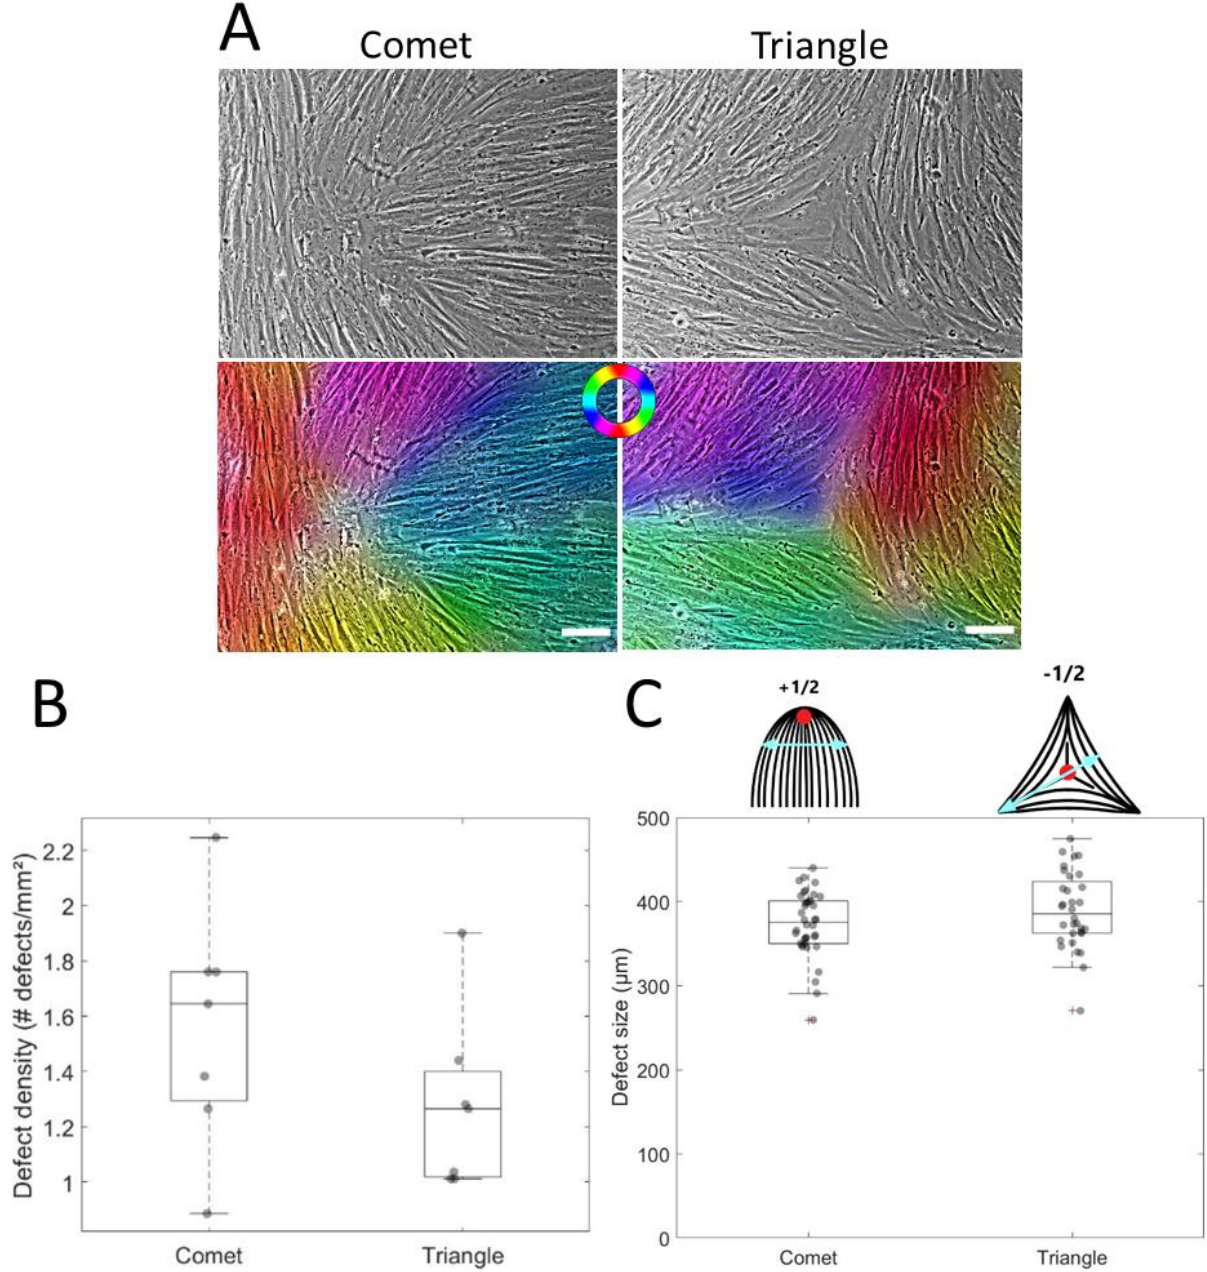 A
Comet
Triangle
B
Defect density (# defects/mm²)
2.2
2
1.8
1.6
1.4
1.2
1
Comet
Triangle
C
+1/2
-1/2
Defect size (μm)
500
400
300
200
100
0
Comet
Triangle